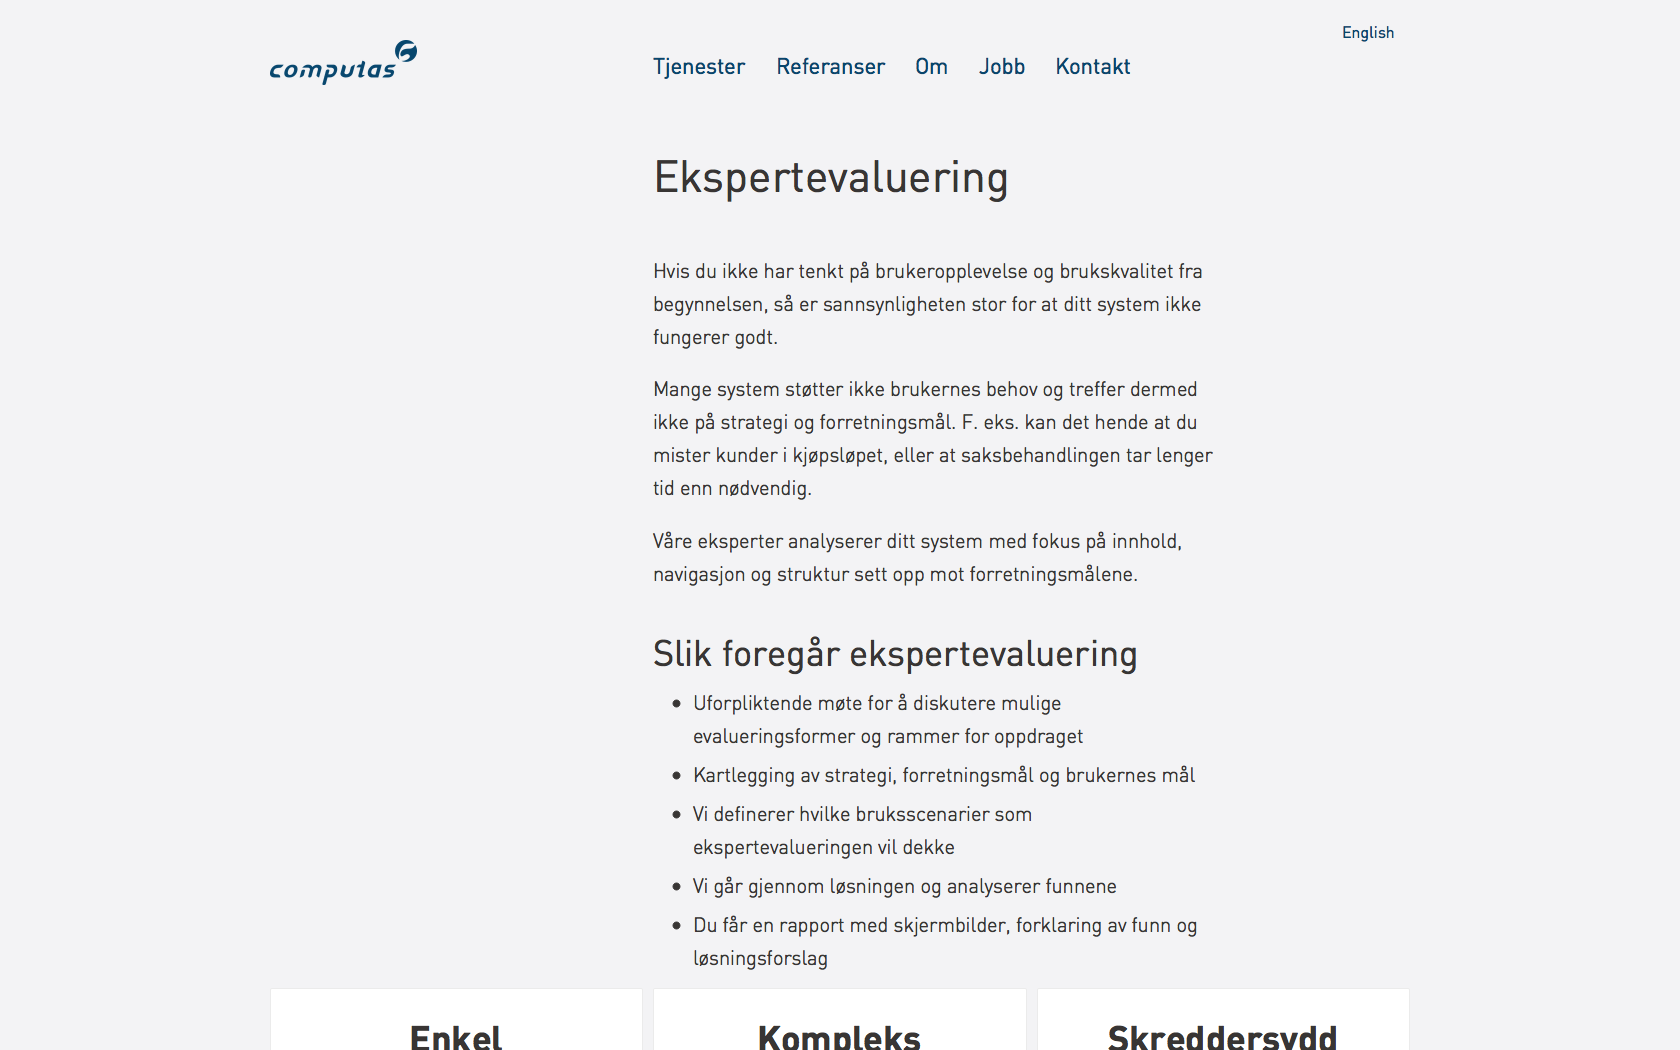 English
computas
Tjenester Referanser Om Jobb Kontakt
Ekspertevaluering
Hvis du ikke har tenkt på brukeropplevelse og brukskvalitet fra
begynnelsen, så er sannsynligheten stor for at ditt system ikke
fungerer godt.
Mange system støtter ikke brukernes behov og treffer dermed
ikke på strategi og forretningsmål. F. eks. kan det hende at du
mister kunder i kjøpsløpet, eller at saksbehandlingen tar lenger
tid enn nødvendig.
Våre eksperter analyserer ditt system med fokus på innhold,
navigasjon og struktur sett opp mot forretningsmålene.
Slik foregår ekspertevaluering
• Uforpliktende møte for å diskutere mulige
evalueringsformer og rammer for oppdraget
• Kartlegging av strategi, forretningsmål og brukernes mål
• Vi definerer hvilke bruksscenarier som
ekspertevalueringen vil dekke
• Vi går gjennom løsningen og analyserer funnene
• Du får en rapport med skjermbilder, forklaring av funn og
løsningsforslag
Enkel Kompleks Skreddersydd